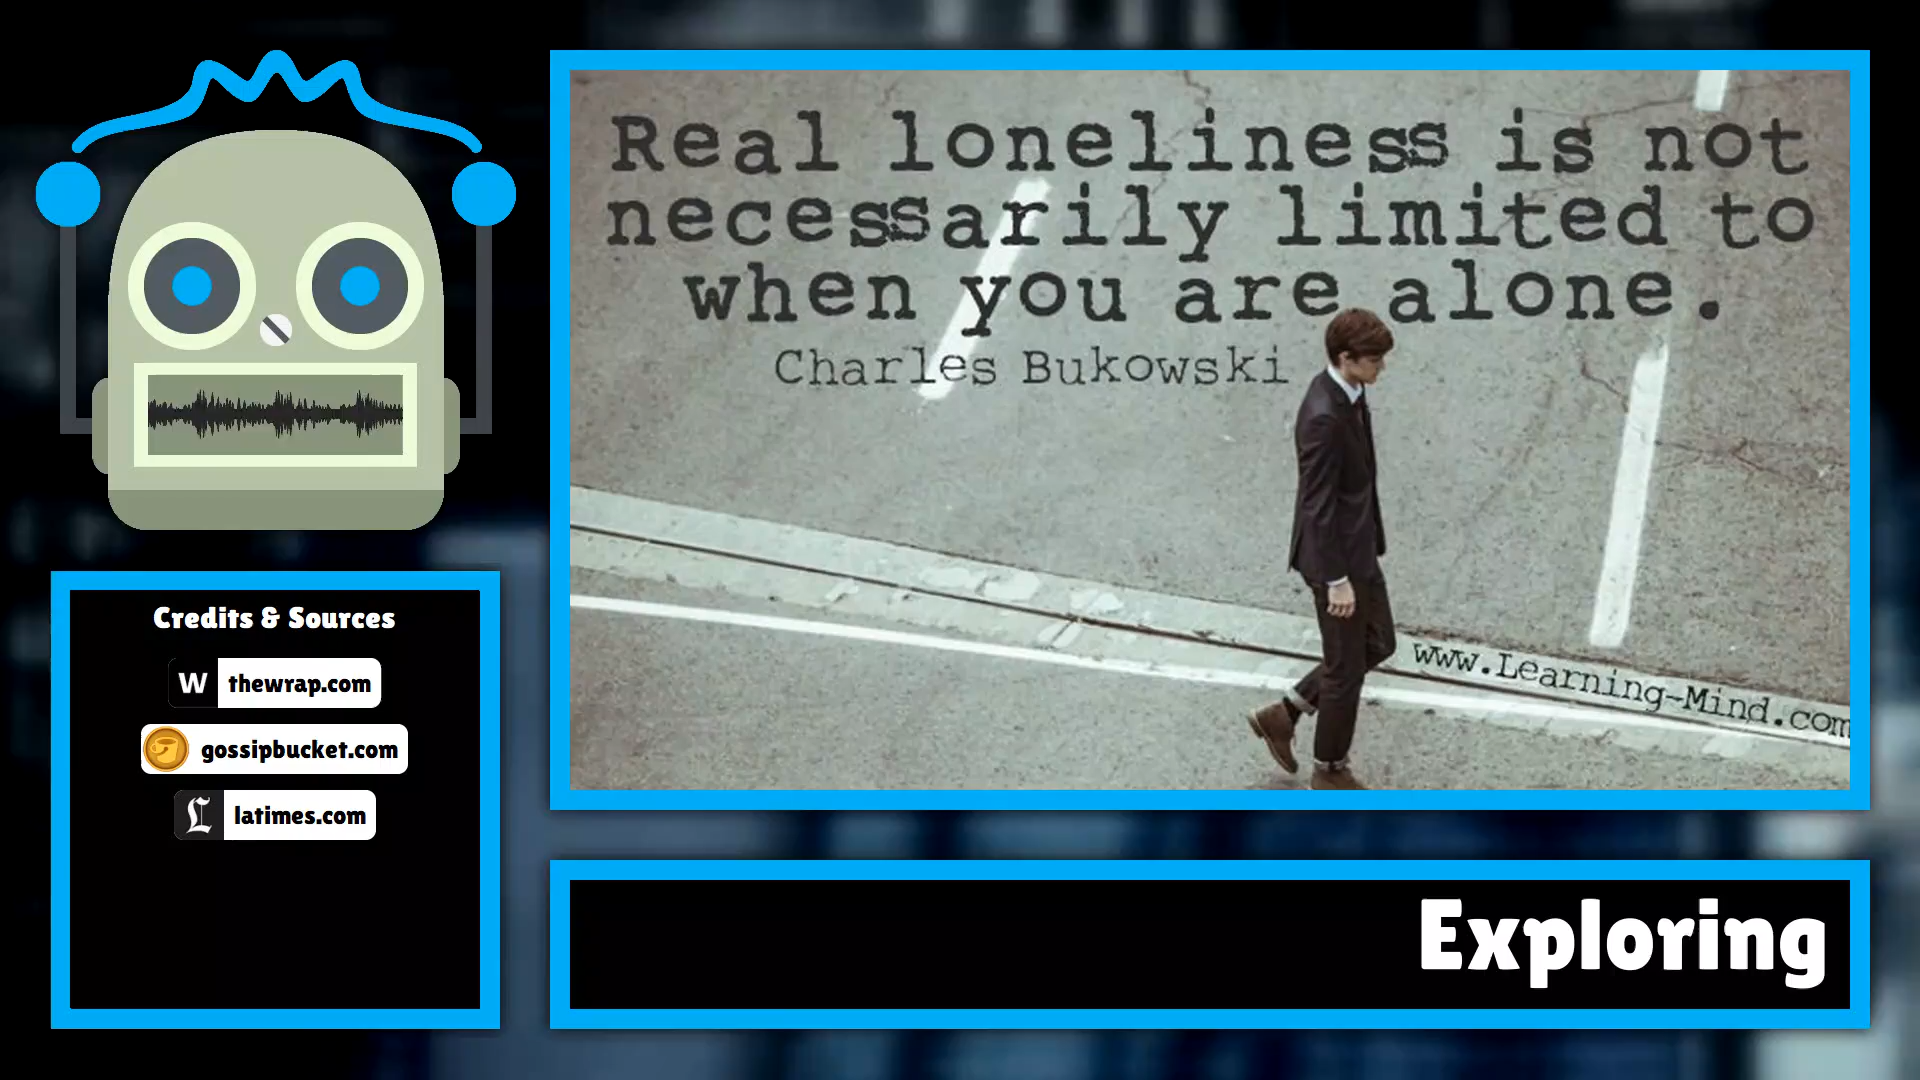 Real loneliness is not
necessarily limited to
when you are alone.
Charles Bukowski
www.Learning-Mind.com
Credits & Sources
W thewrap.com
gossipbucket.com
L latimes.com
Exploring